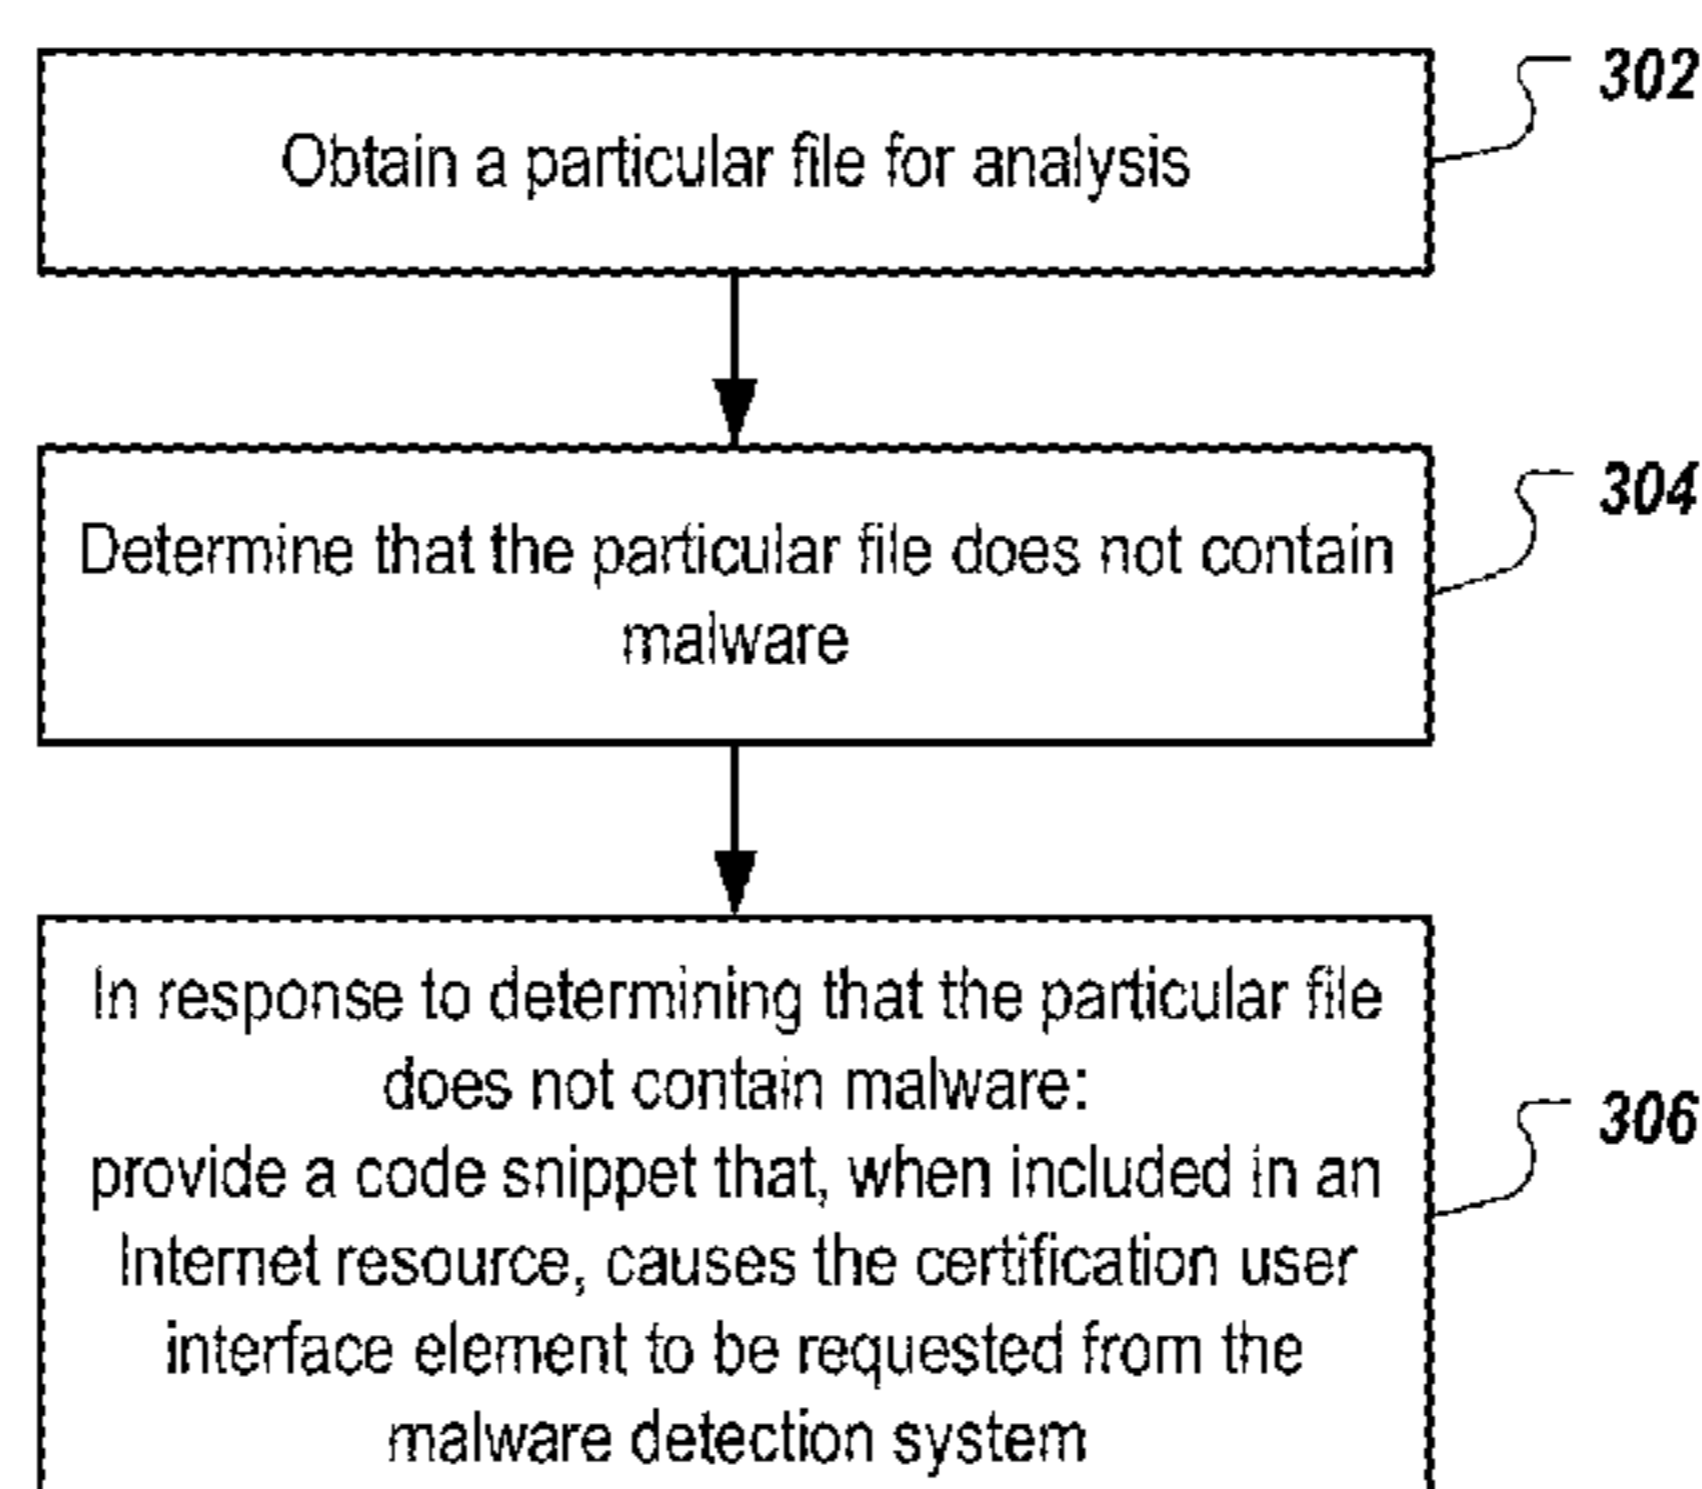 302
Obtain a particular file for analysis
304
Determine that the particular file does not contain
malware
In response to determining that the particular file
does not contain malware:
306
provide a code snippet that, when included in an
Internet resource, causes the certification user
interface element to be requested from the
malware detection system